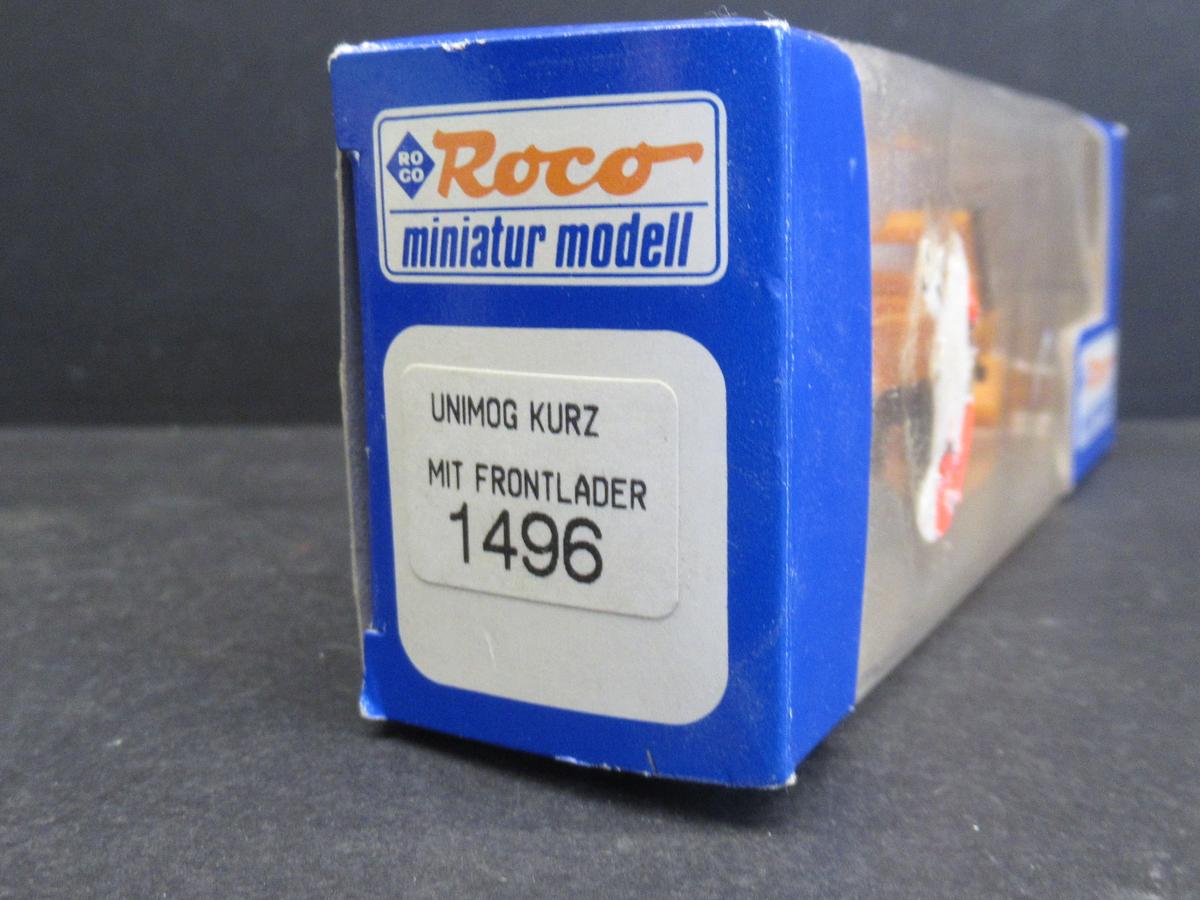 RO
CO
Roco
miniatur modell
UNIMOG KURZ
MIT FRONTLADER
1496